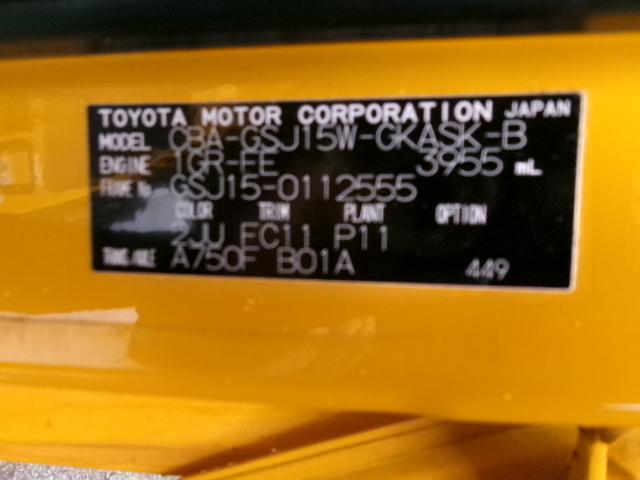 TOYOTA MOTOR CORPORATION JAPAN
MODEL CBA-GSJ15W-GKASK-B
ENGINE 1GR-FE 3955 mL
FRAME No. GSJ15-0112555
COLOR TRIM PLANT OPTION
2JU FC11 P11
TRANS/AXLE A750F B01A 449